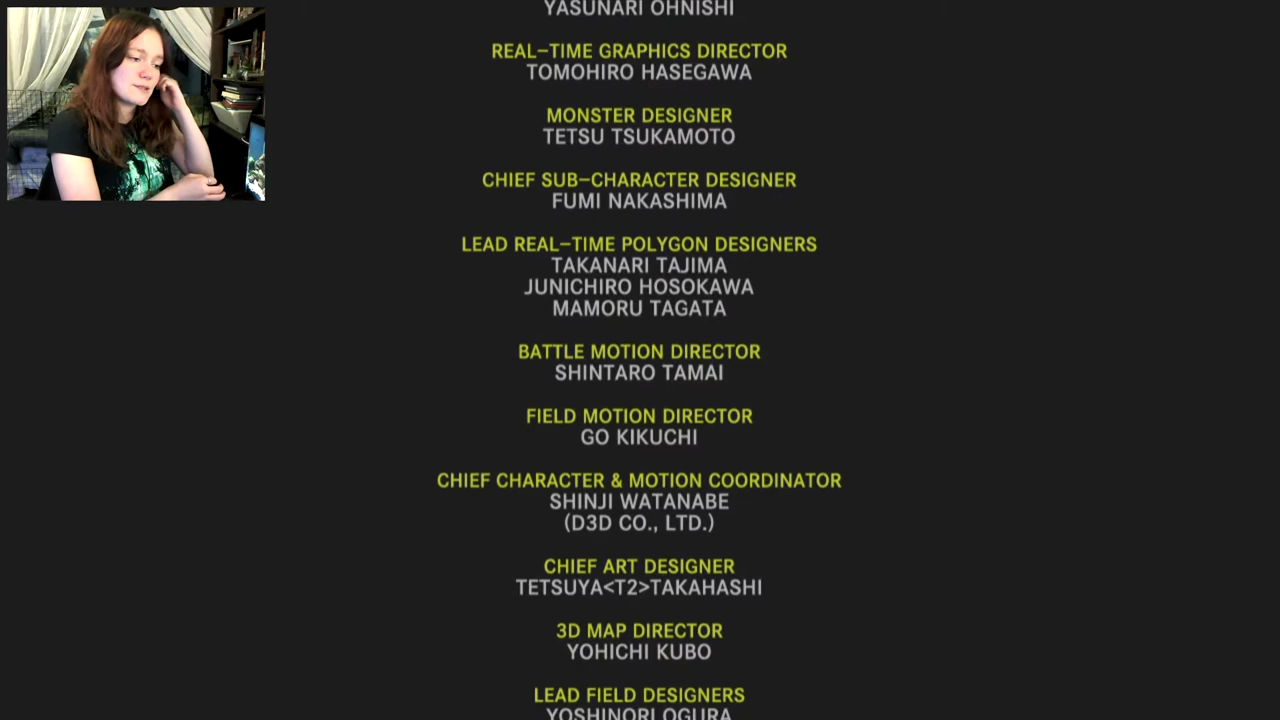 YASUNARI OHNISHI
REAL-TIME GRAPHICS DIRECTOR
TOMOHIRO HASEGAWA
MONSTER DESIGNER
TETSU TSUKAMOTO
CHIEF SUB-CHARACTER DESIGNER
FUMI NAKASHIMA
LEAD REAL-TIME POLYGON DESIGNERS
TAKANARI TAJIMA
JUNICHIRO HOSOKAWA
MAMORU TAGATA
BATTLE MOTION DIRECTOR
SHINTARO TAMAI
FIELD MOTION DIRECTOR
GO KIKUCHI
CHIEF CHARACTER & MOTION COORDINATOR
SHINJI WATANABE
(D3D CO., LTD.)
CHIEF ART DESIGNER
TETSUYA<T2>TAKAHASHI
3D MAP DIRECTOR
YOHICHI KUBO
LEAD FIELD DESIGNERS
YOSHINORI OGURA